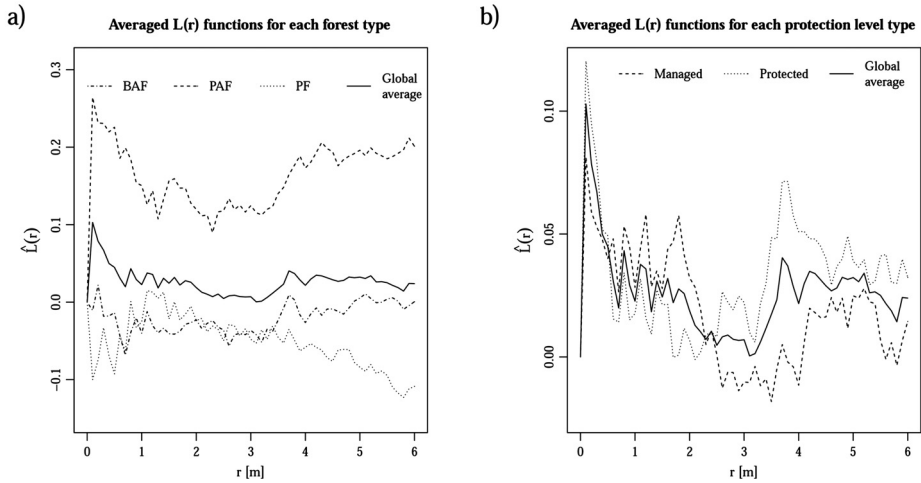 a)
Averaged L(r) functions for each forest type
BAF PAF PF Global average
0.3
0.2
0.1
0.0
−0.1
L̂(r)
0 1 2 3 4 5 6
r [m]
b)
Averaged L(r) functions for each protection level type
Managed Protected Global average
0.10
0.05
0.00
L̂(r)
0 1 2 3 4 5 6
r [m]